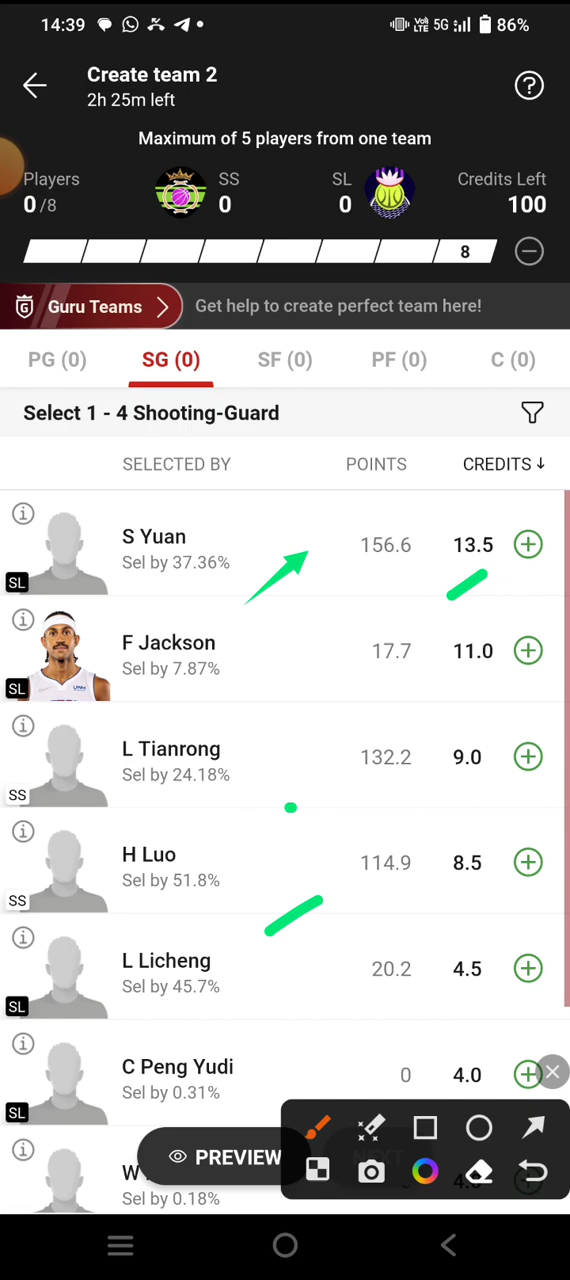 14:39 Vo) LTE 5G 86%
Create team 2
2h 25m left
Maximum of 5 players from one team
Players SS SL Credits Left
0/8 0 0 100
8
G Guru Teams Get help to create perfect team here!
PG (0) SG (0) SF (0) PF (0) C (0)
Select 1 - 4 Shooting-Guard
SELECTED BY POINTS CREDITS↓
S Yuan 156.6 13.5
Sel by 37.36%
SL
F Jackson 17.7 11.0
Sel by 7.87%
SL
L Tianrong 132.2 9.0
Sel by 24.18%
SS
H Luo 114.9 8.5
Sel by 51.8%
SS
L Licheng 20.2 4.5
Sel by 45.7%
SL
C Peng Yudi 0 4.0
Sel by 0.31%
SL
PREVIEW
W
Sel by 0.18%